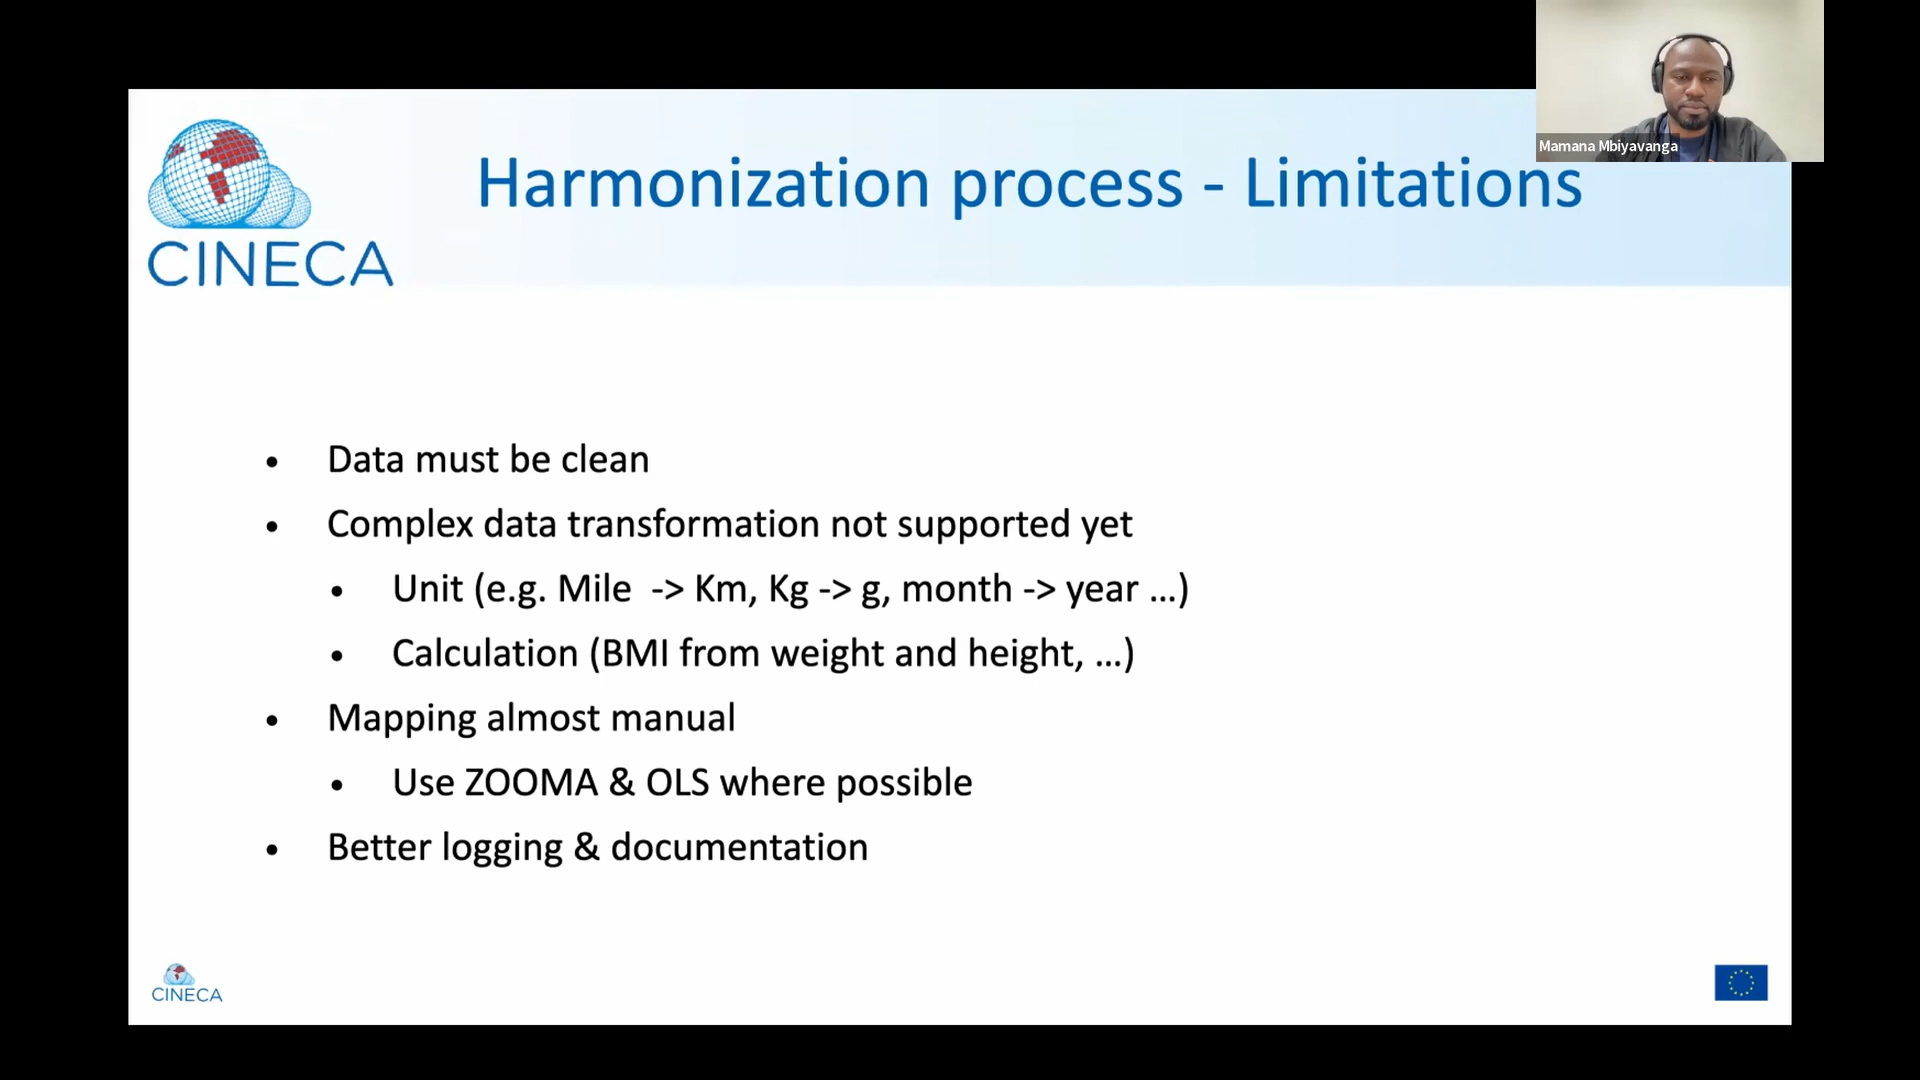 Mamana Mbiyavanga
CINECA
Harmonization process - Limitations
• Data must be clean
• Complex data transformation not supported yet
• Unit (e.g. Mile -> Km, Kg -> g, month -> year ...)
• Calculation (BMI from weight and height, ...)
• Mapping almost manual
• Use ZOOMA & OLS where possible
• Better logging & documentation
CINECA